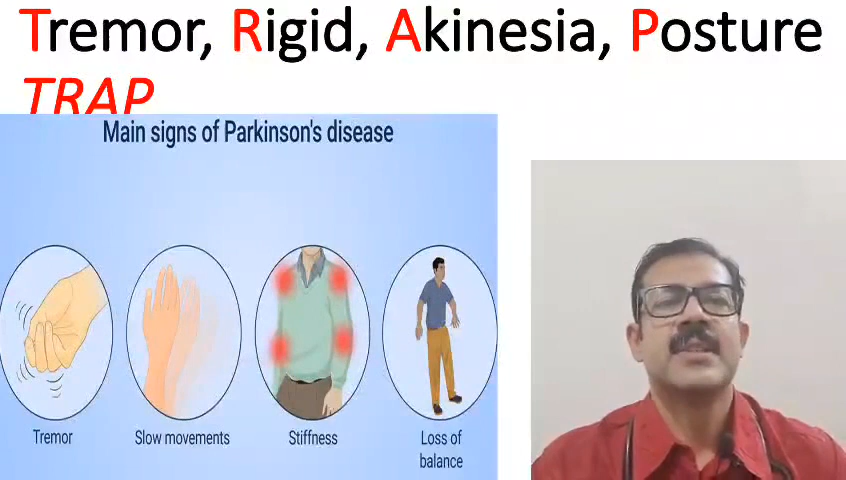 Tremor, Rigid, Akinesia, Posture
TRAP
Main signs of Parkinson's disease
Tremor
Slow movements
Stiffness
Loss of
balance